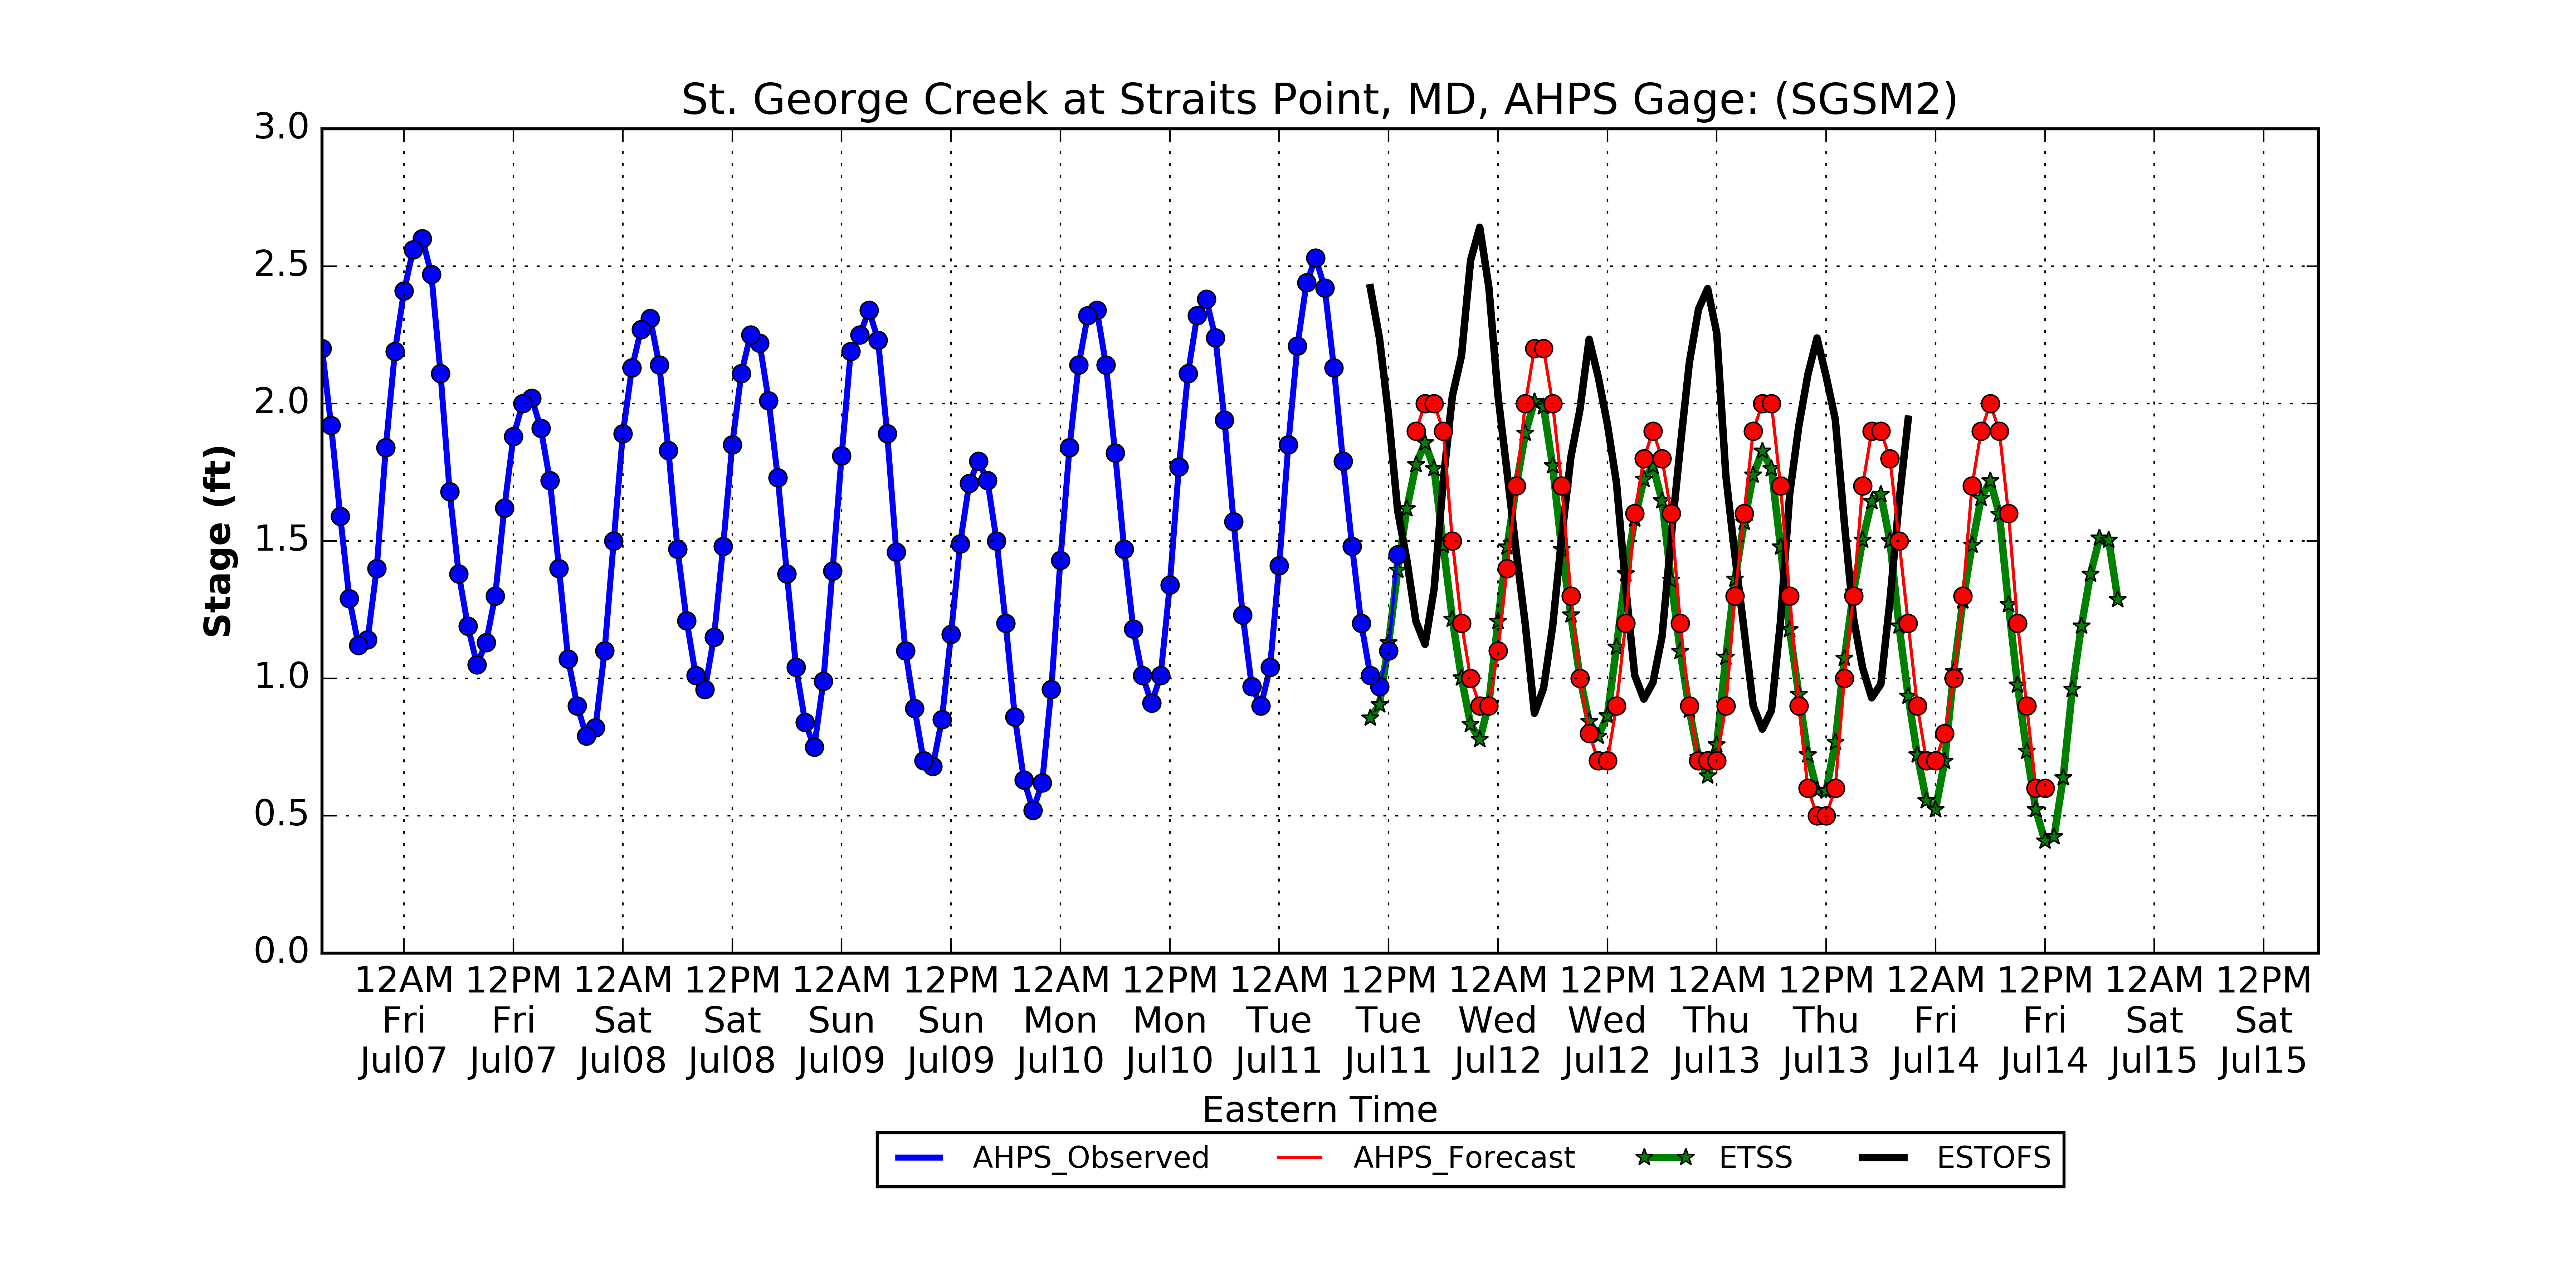 St. George Creek at Straits Point, MD, AHPS Gage: (SGSM2)
3.0
2.5
2.0
1.5
1.0
0.5
0.0
Stage (ft)
12AM 12PM 12AM 12PM 12AM 12PM 12AM 12PM 12AM 12PM 12AM 12PM 12AM 12PM 12AM 12PM 12AM 12PM
Fri Fri Sat Sat Sun Sun Mon Mon Tue Tue Wed Wed Thu Thu Fri Fri Sat Sat
Jul07 Jul07 Jul08 Jul08 Jul09 Jul09 Jul10 Jul10 Jul11 Jul11 Jul12 Jul12 Jul13 Jul13 Jul14 Jul14 Jul15 Jul15
Eastern Time
AHPS_Observed AHPS_Forecast ETSS ESTOFS